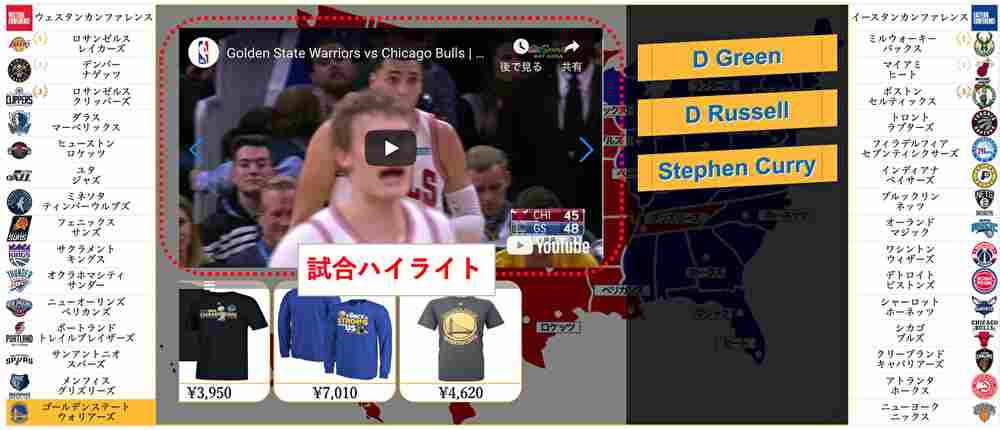 WESTERN CONFERENCE
ウェスタンカンファレンス
ロサンゼルス
レイカーズ
デンバー
ナゲッツ
CLIPPERS
ロサンゼルス
クリッパーズ
ダラス
マーベリックス
ヒューストン
ロケッツ
ユタ
ジャズ
ミネソタ
ティンバーウルブズ
SUNS
フェニックス
サンズ
KINGS
サクラメント
キングス
THUNDER
オクラホマシティ
サンダー
ニューオーリンズ
ペリカンズ
PORTLAND
ポートランド
トレイルブレイザーズ
SPURS
サンアントニオ
スパーズ
メンフィス
グリズリーズ
ゴールデンステート
ウォリアーズ
Golden State Warriors vs Chicago Bulls | ...
後で見る
共有
CHI 45
GS 48
YouTube
試合ハイライト
¥3,950
¥7,010
¥4,620
ペリカンズ
ロケッツ
D Green
D Russell
Stephen Curry
EASTERN CONFERENCE
イースタンカンファレンス
ミルウォーキー
バックス
マイアミ
ヒート
ボストン
セルティックス
トロント
ラプターズ
フィラデルフィア
セブンティシクサーズ
インディアナ
ペイサーズ
ブルックリン
ネッツ
オーランド
マジック
ワシントン
ウィザーズ
デトロイト
ピストンズ
シャーロット
ホーネッツ
シカゴ
ブルズ
CHICAGO
BULLS
クリーブランド
キャバリアーズ
アトランタ
ホークス
ニューヨーク
ニックス